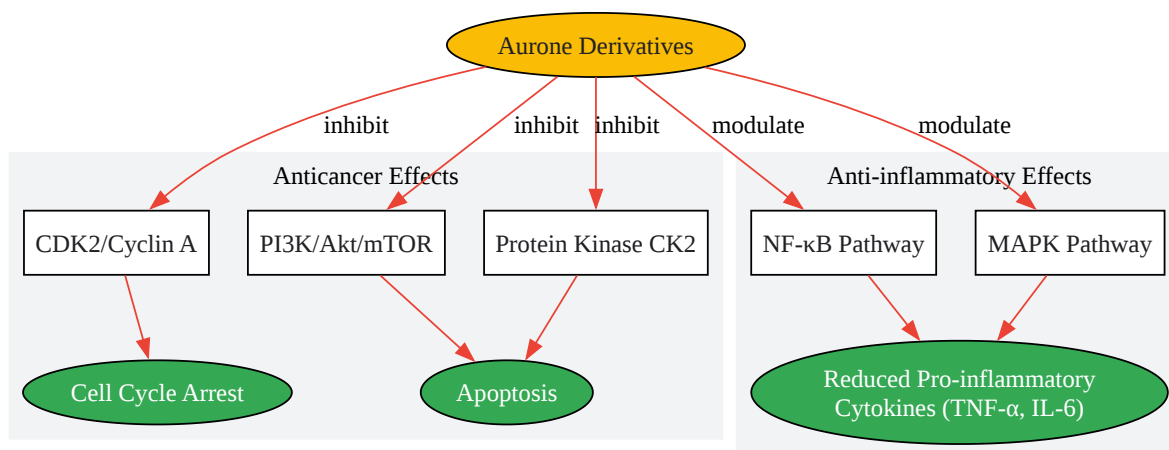 Aurone Derivatives
inhibit
inhibit
inhibit
modulate
modulate
Anticancer Effects
Anti-inflammatory Effects
CDK2/Cyclin A
PI3K/Akt/mTOR
Protein Kinase CK2
NF-κB Pathway
MAPK Pathway
Cell Cycle Arrest
Apoptosis
Reduced Pro-inflammatory
Cytokines (TNF-α, IL-6)